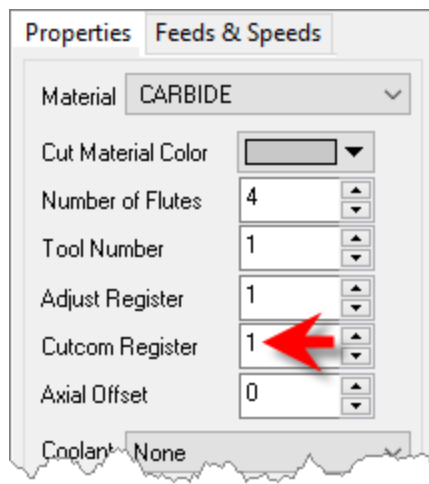 Properties Feeds & Speeds
Material CARBIDE
Cut Material Color
Number of Flutes 4
Tool Number 1
Adjust Register 1
Cutcom Register 1
Axial Offset 0
Coolant None